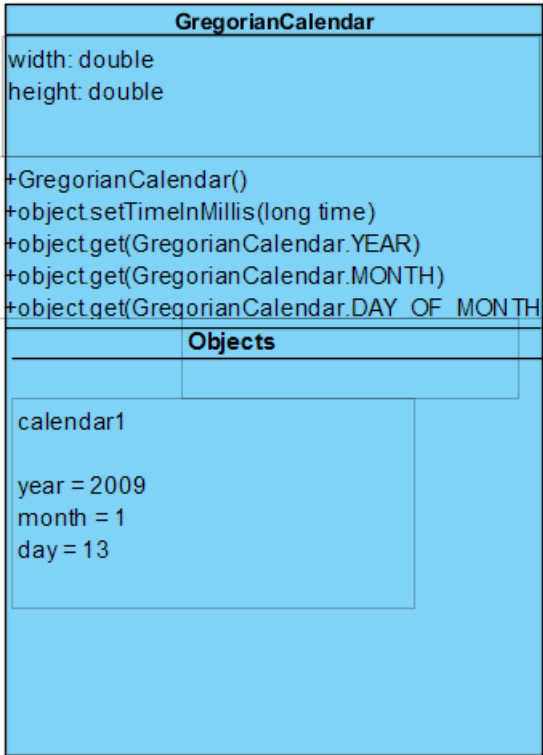 GregorianCalendar
width: double
height: double
+GregorianCalendar()
+object.setTimeInMillis(long time)
+object.get(GregorianCalendar.YEAR)
+object.get(GregorianCalendar.MONTH)
+object.get(GregorianCalendar.DAY_OF_MONTH
Objects
calendar1
year = 2009
month = 1
day = 13